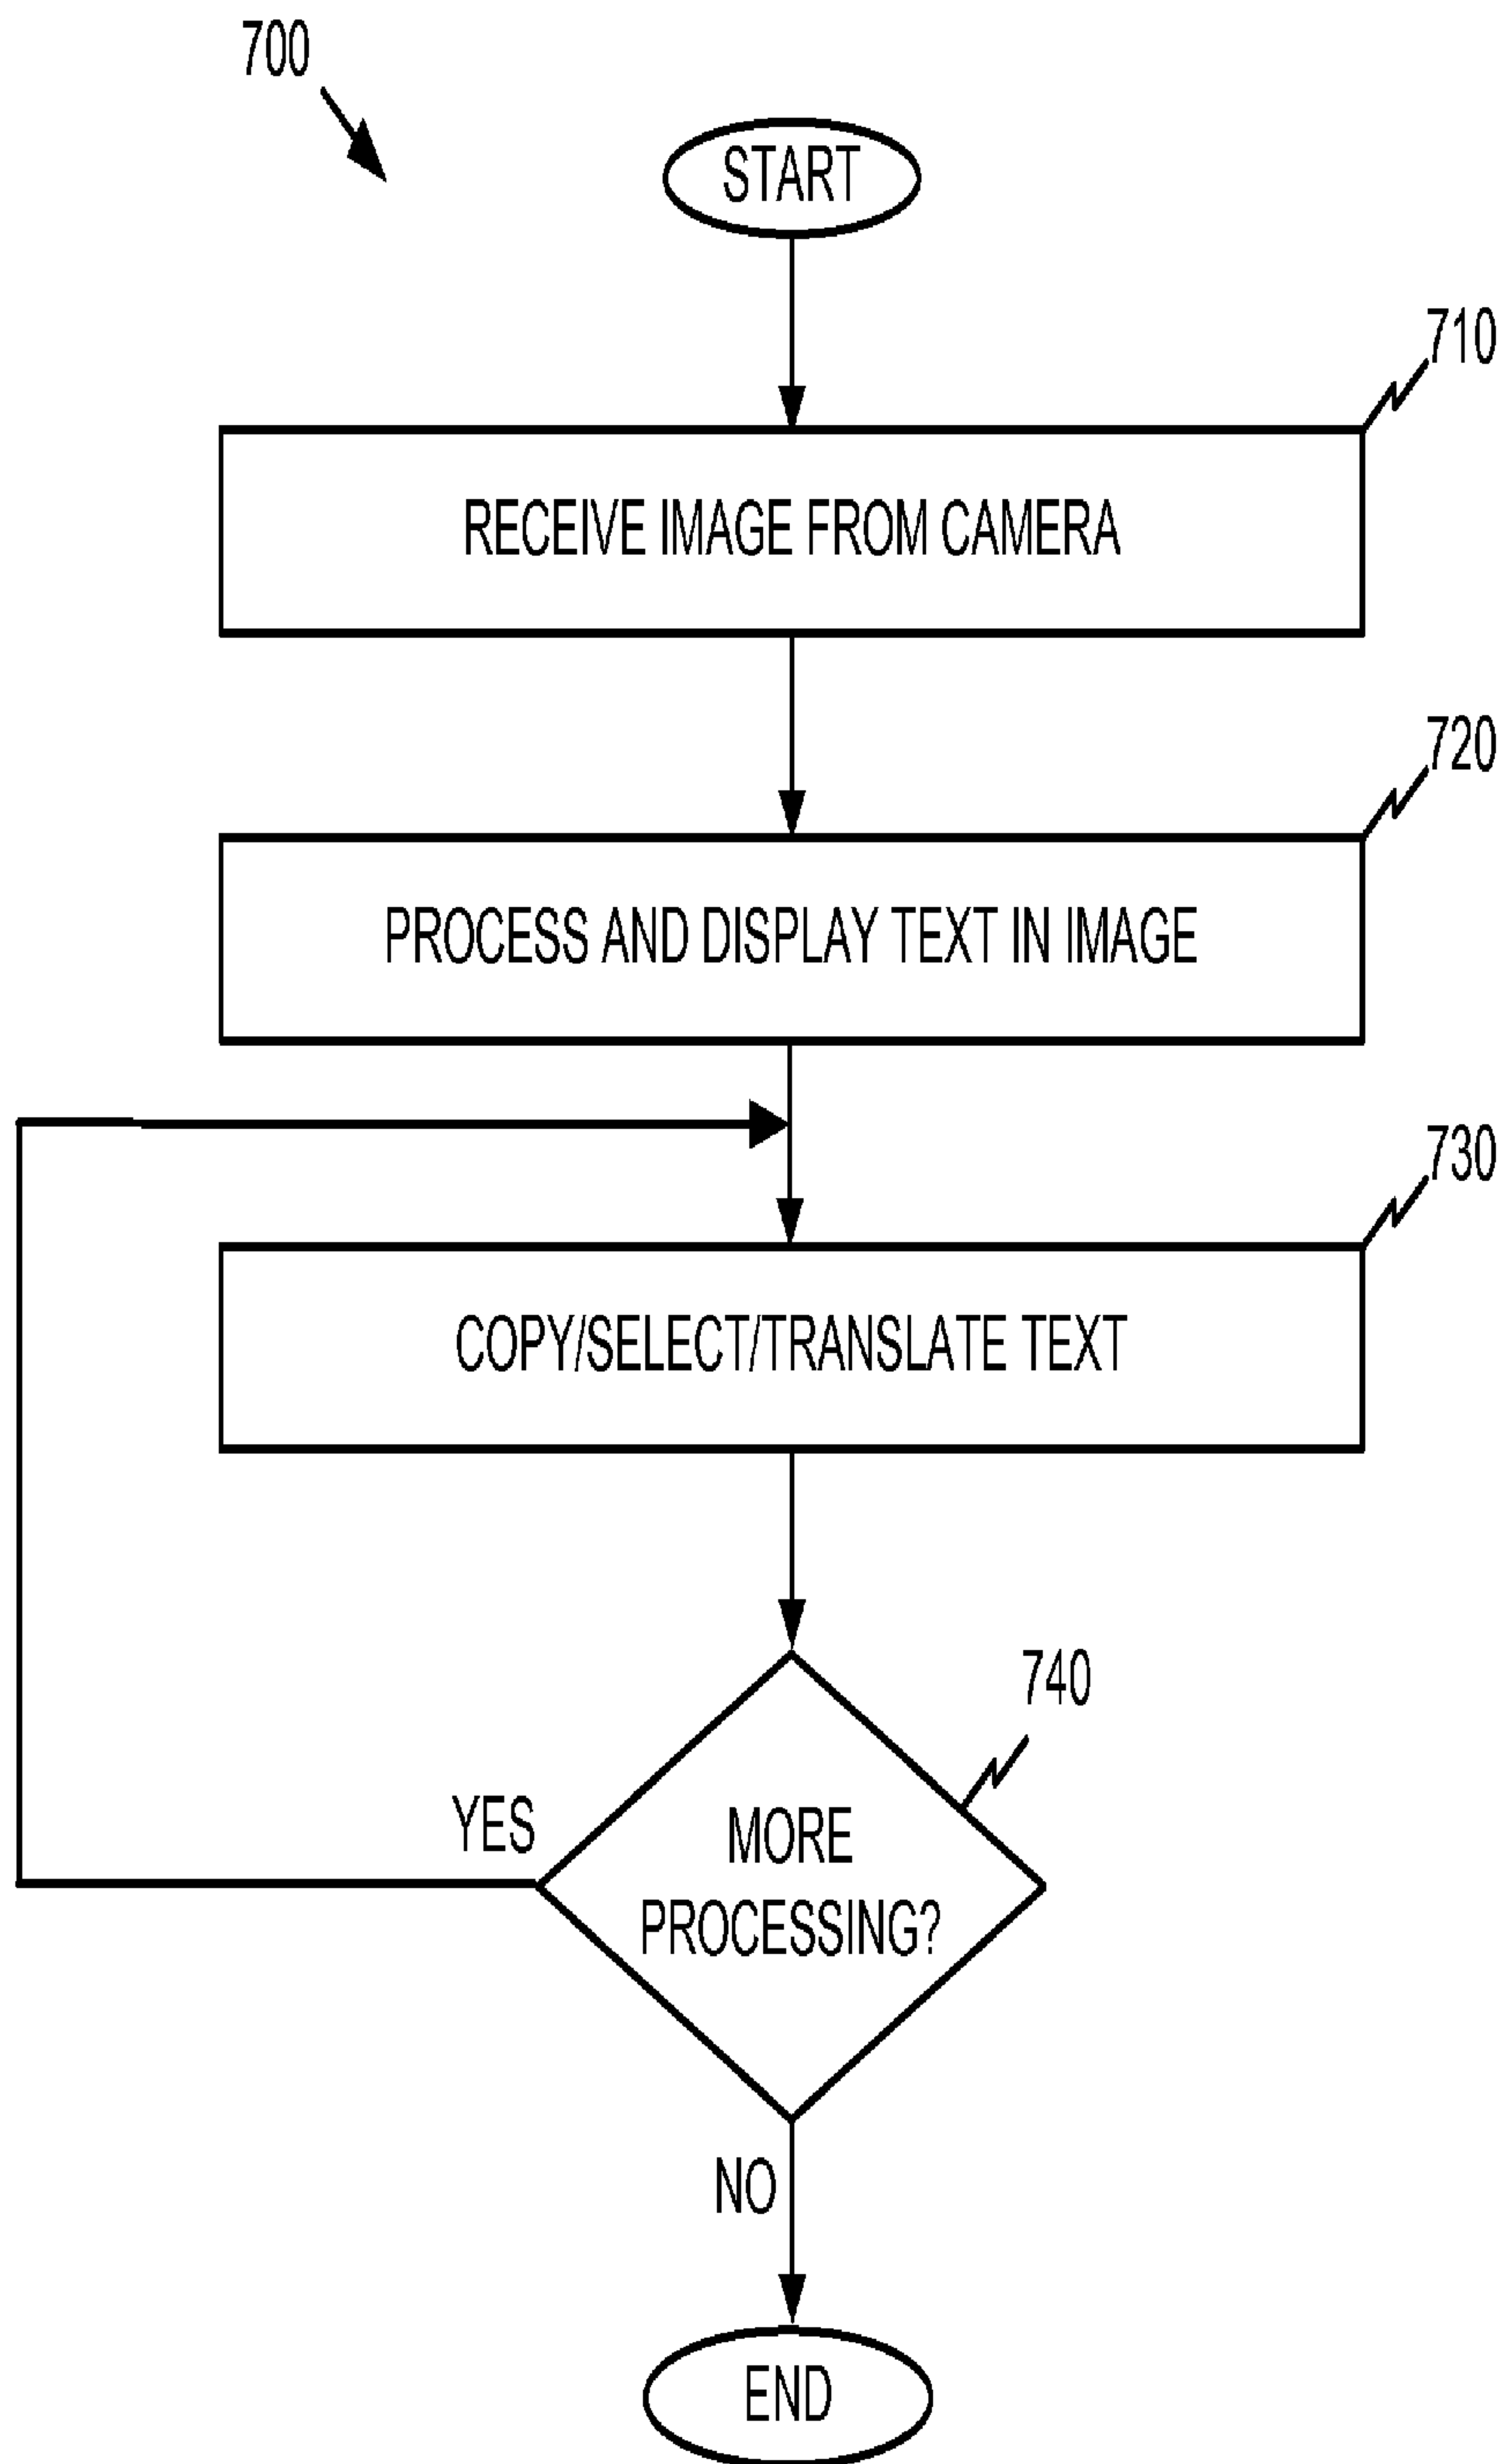 700
START
710
RECEIVE IMAGE FROM CAMERA
720
PROCESS AND DISPLAY TEXT IN IMAGE
730
COPY/SELECT/TRANSLATE TEXT
740
YES
MORE
PROCESSING?
NO
END